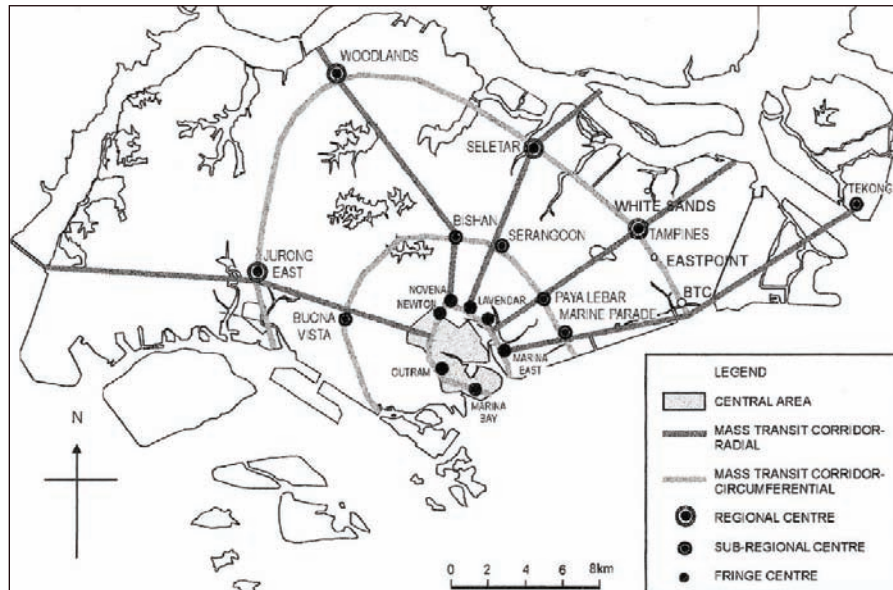 WOODLANDS
SELETAR
TEKONG
WHITE SANDS
BISHAN
SERANGOON
TAMPINES
JURONG
EAST
EASTPOINT
NOVENA
NEWTON
LAVENDAR
PAYA LEBAR
BTC
BUONA
VISTA
MARINE PARADE
MARINA
EAST
OUTRAM
MARINA
BAY
N
0 2 4 6 8km
LEGEND
CENTRAL AREA
MASS TRANSIT CORRIDOR-
RADIAL
MASS TRANSIT CORRIDOR-
CIRCUMFERENTIAL
REGIONAL CENTRE
SUB-REGIONAL CENTRE
FRINGE CENTRE